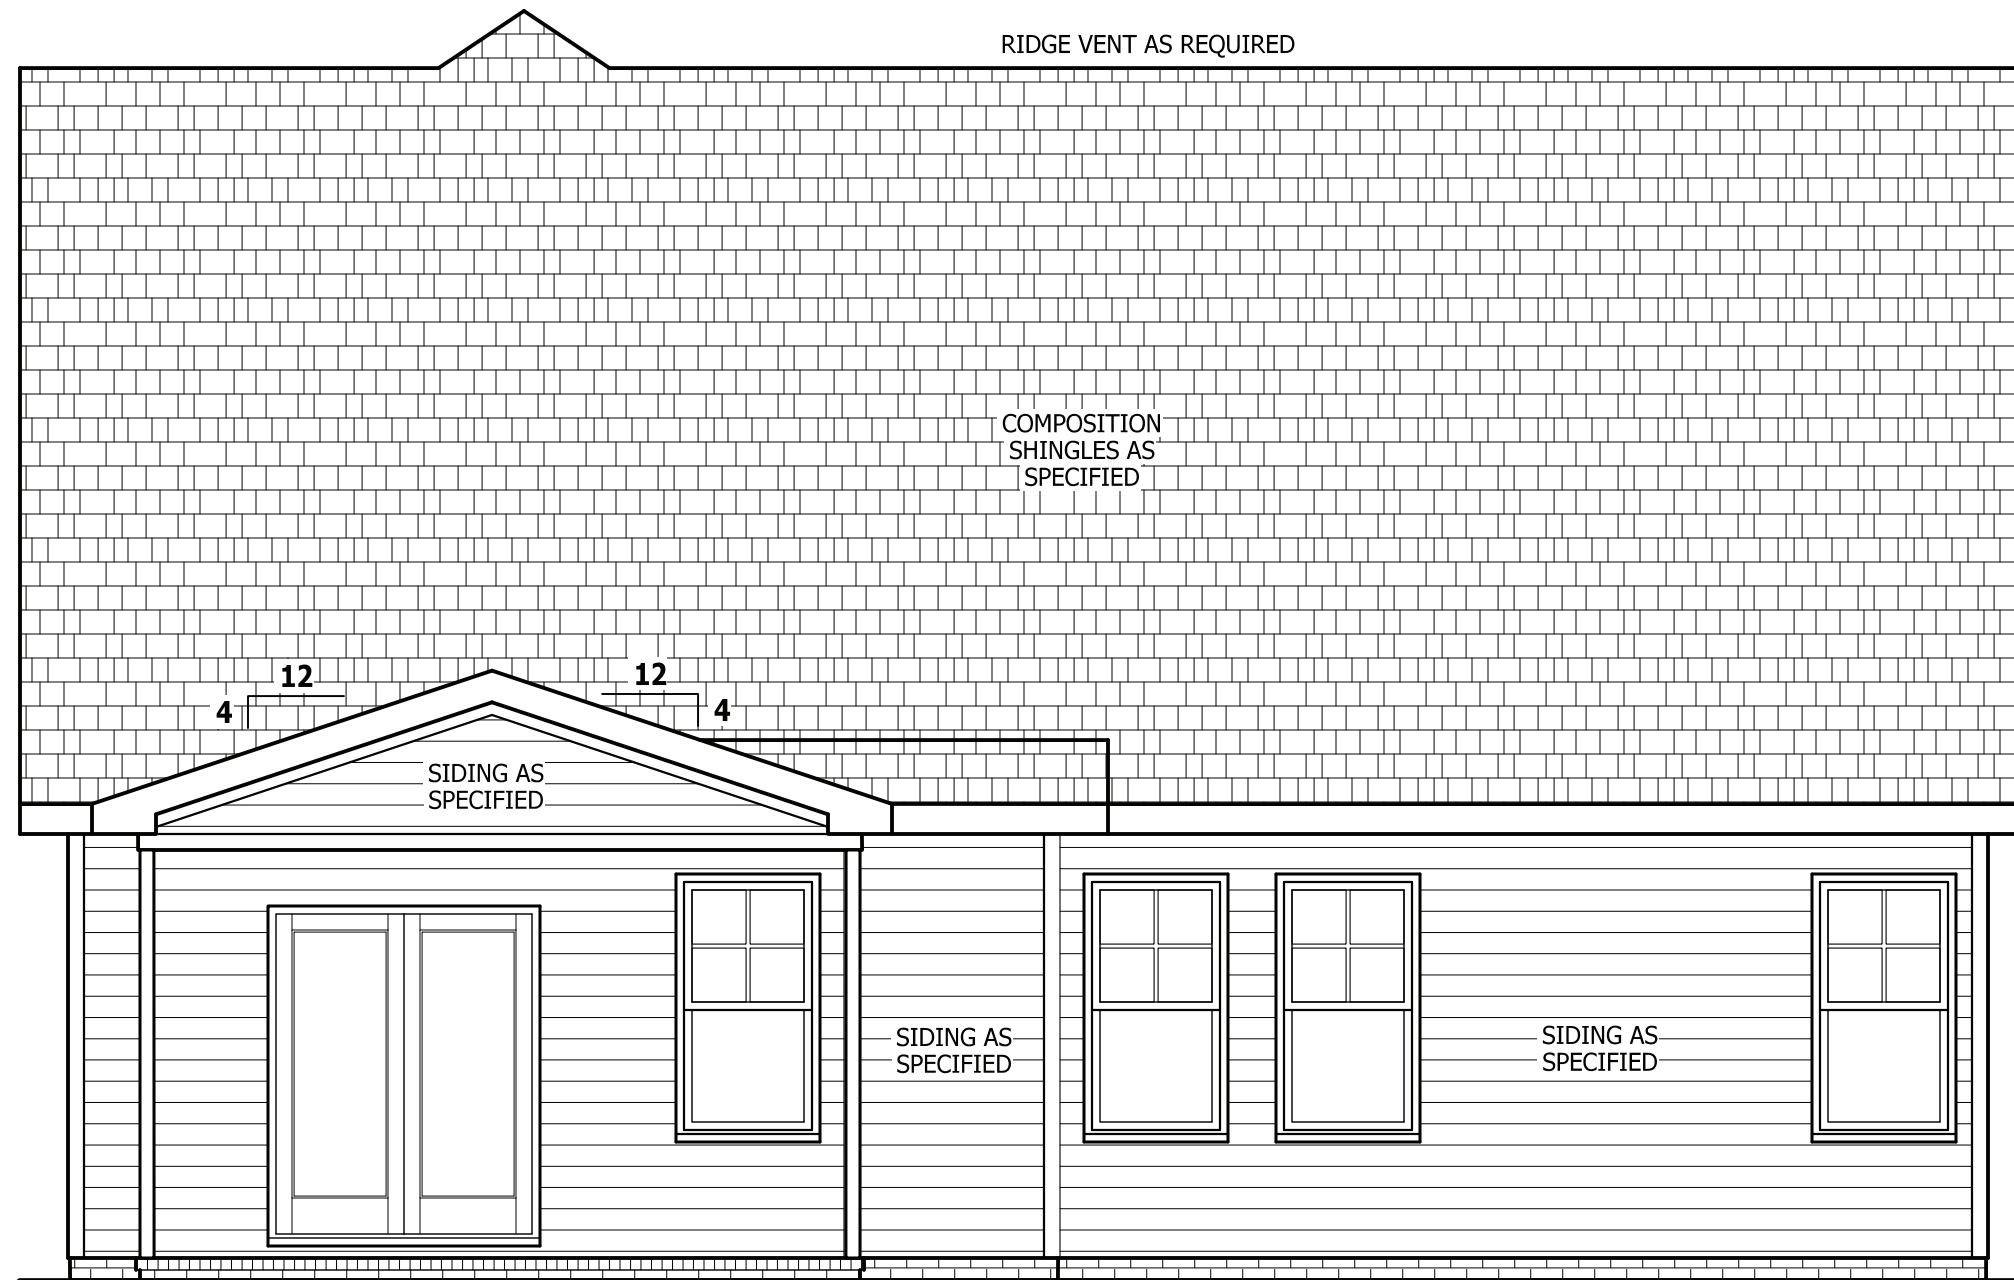 RIDGE VENT AS REQUIRED
COMPOSITION
SHINGLES AS
SPECIFIED
12
4
12
4
SIDING AS
SPECIFIED
SIDING AS
SPECIFIED
SIDING AS
SPECIFIED